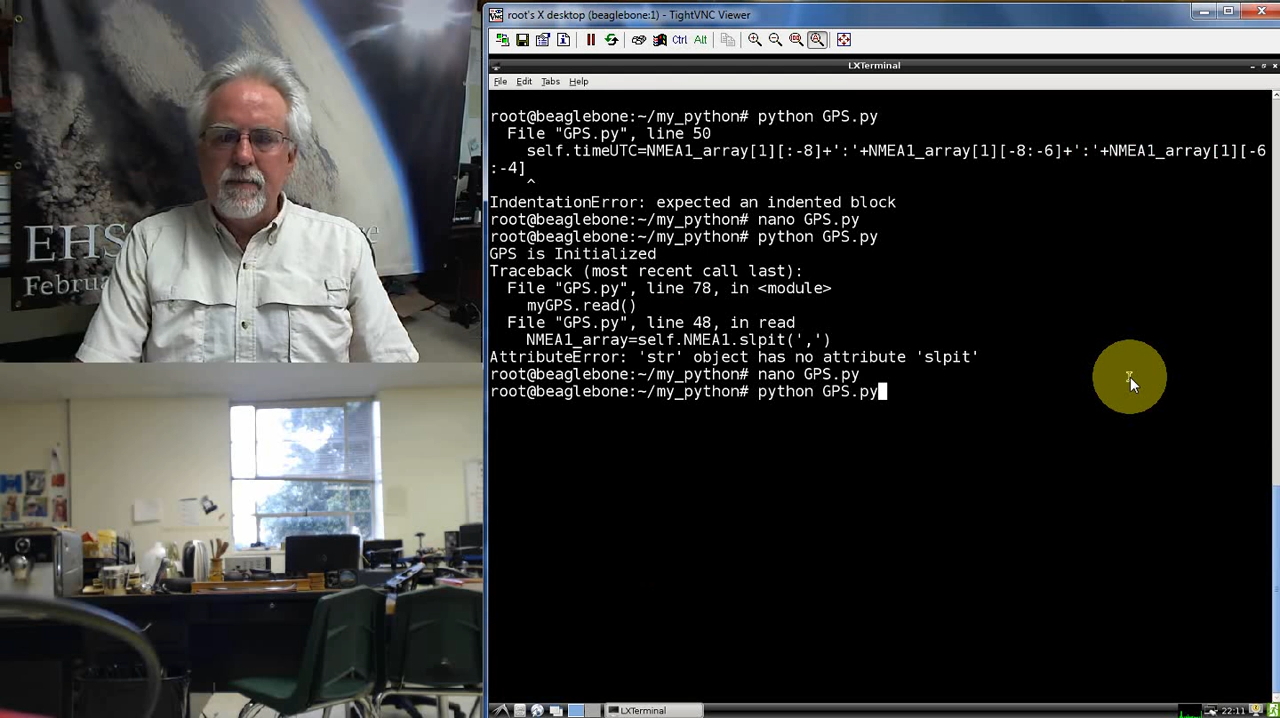 root's X desktop (beaglebone:1) - TightVNC Viewer
Ctrl Alt
LXTerminal
File Edit Tabs Help
root@beaglebone:~/my_python# python GPS.py
File "GPS.py", line 50
self.timeUTC=NMEA1_array[1][:-8]+':'+NMEA1_array[1][-8:-6]+':'+NMEA1_array[1][-6
:-4]
^
IndentationError: expected an indented block
root@beaglebone:~/my_python# nano GPS.py
root@beaglebone:~/my_python# python GPS.py
GPS is Initialized
Traceback (most recent call last):
File "GPS.py", line 78, in <module>
myGPS.read()
File "GPS.py", line 48, in read
NMEA1_array=self.NMEA1.slpit(',')
AttributeError: 'str' object has no attribute 'slpit'
root@beaglebone:~/my_python# nano GPS.py
root@beaglebone:~/my_python# python GPS.py
LXTerminal
22:11
EHS
Februa